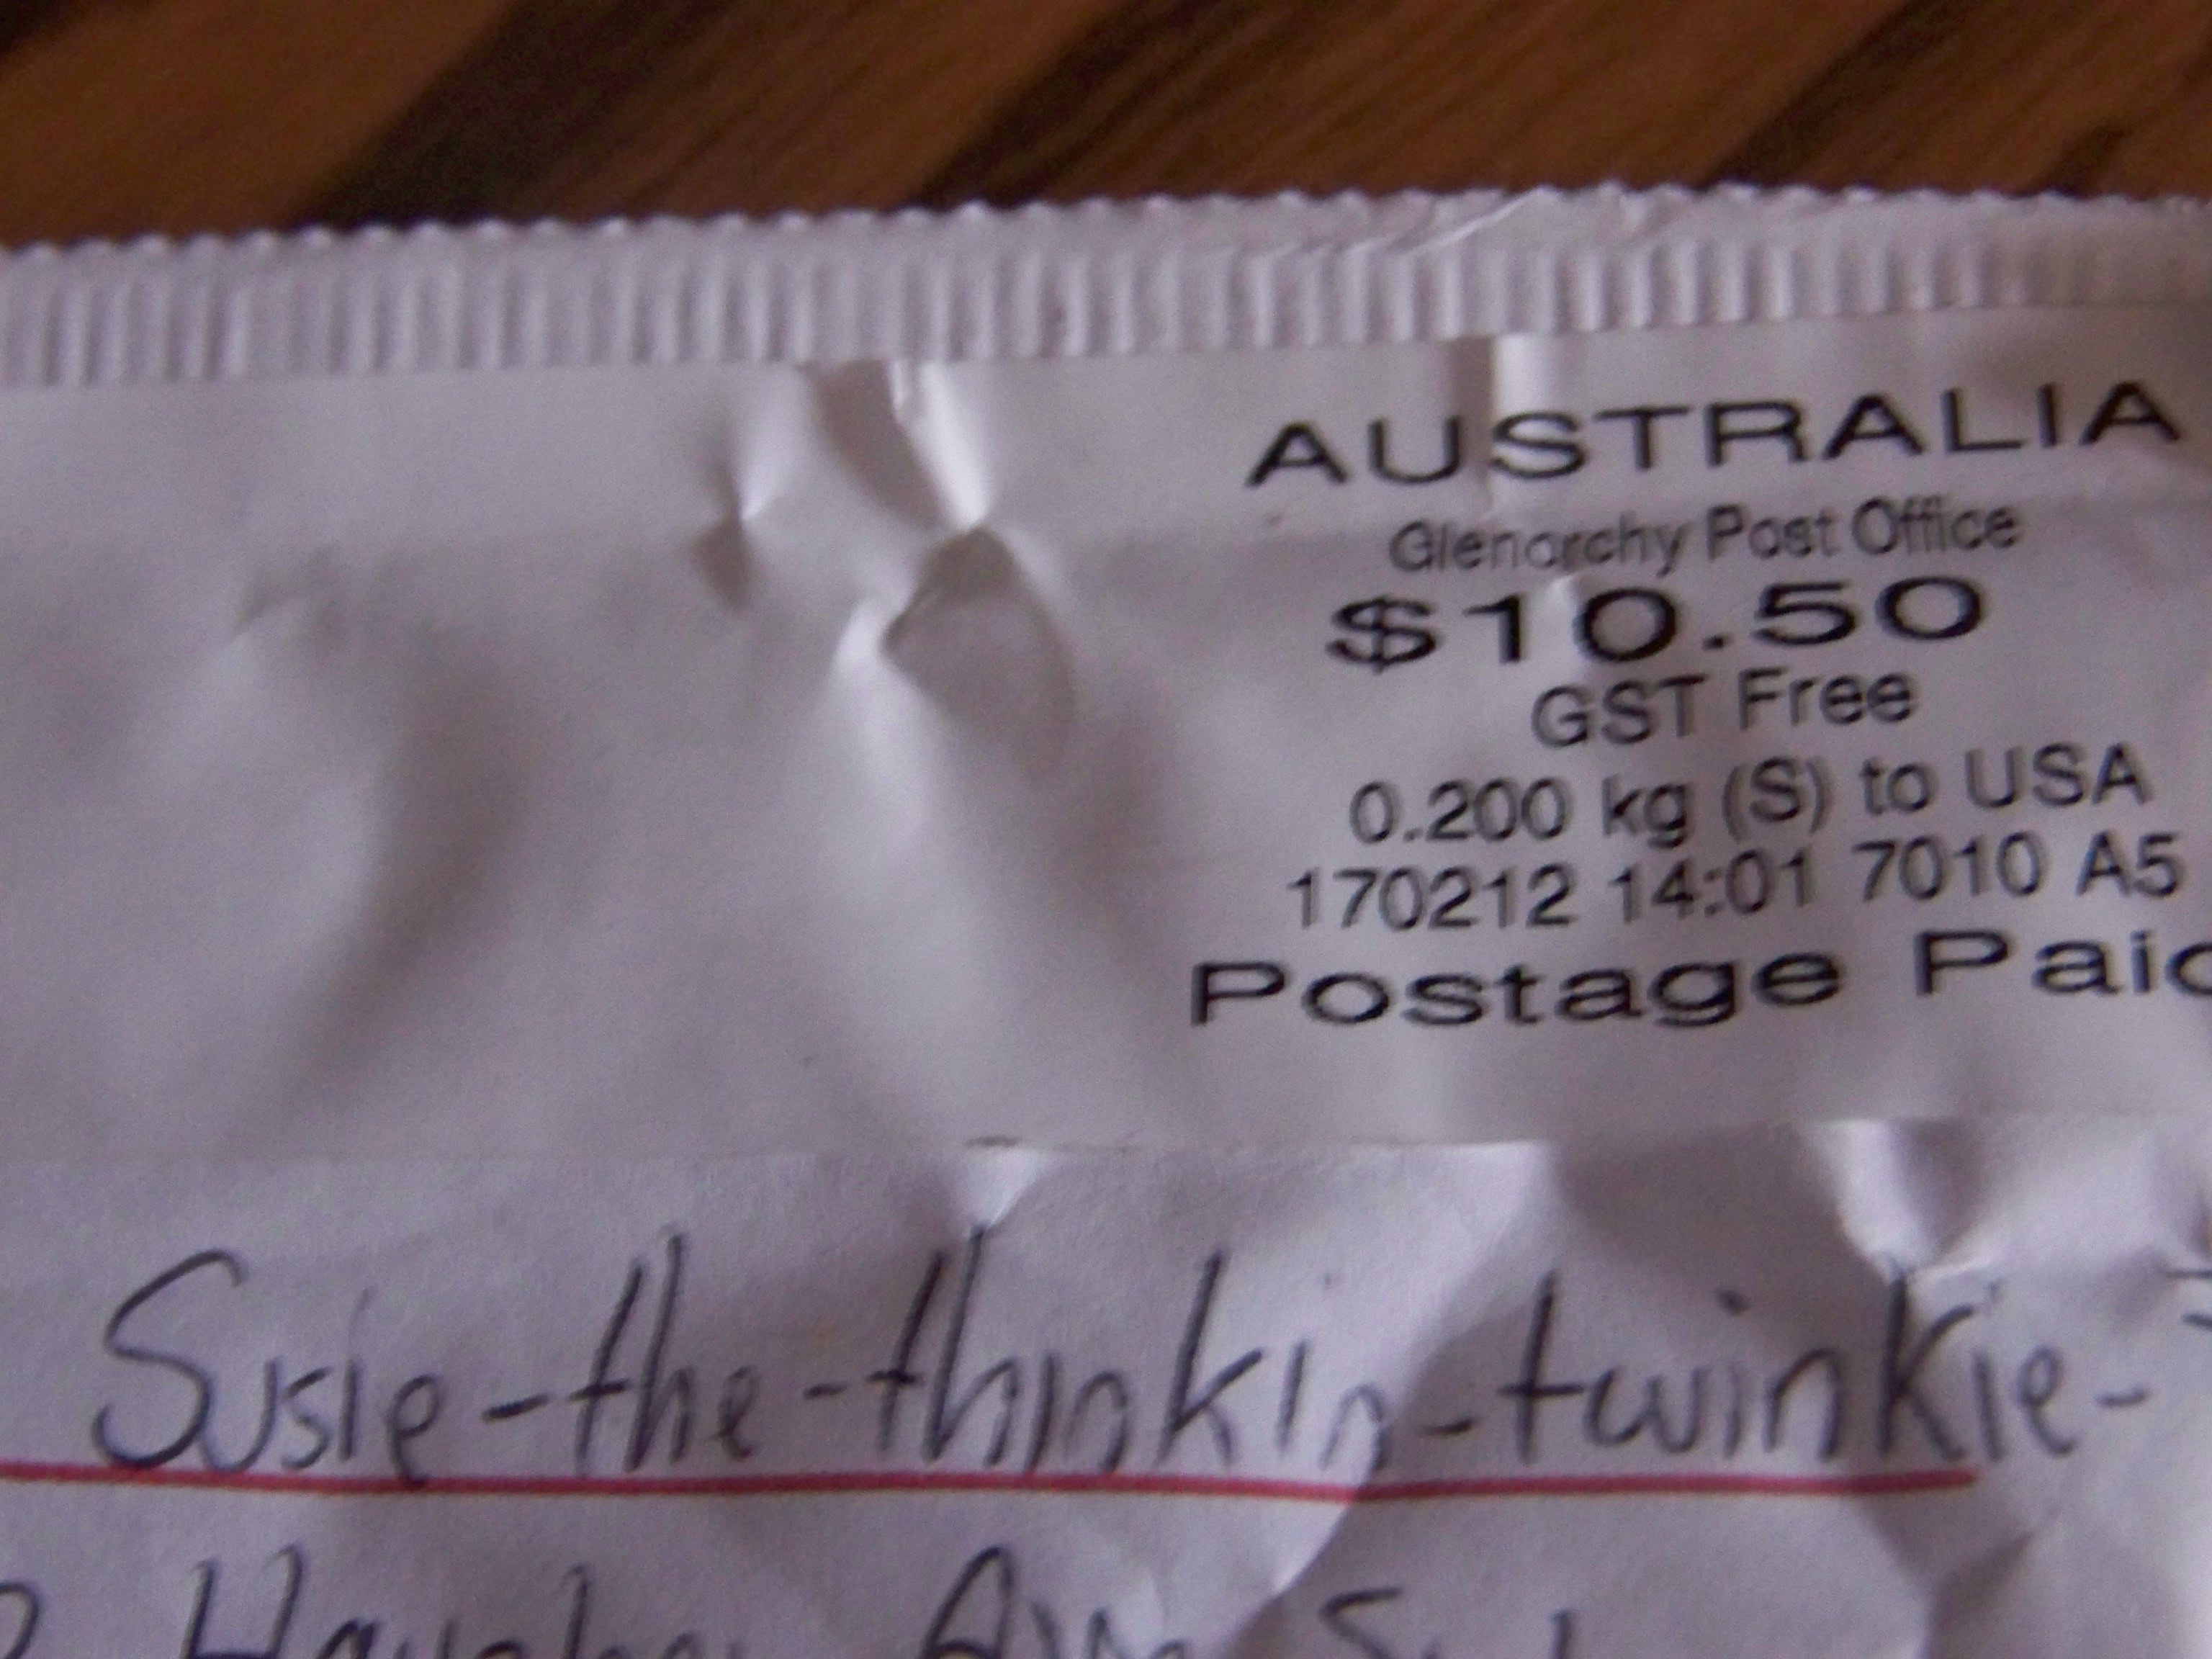 AUSTRALIA
Glenorchy Post Office
$10.50
GST Free
0.200 kg (S) to USA
170212 14:01 7010 A5
Postage Paid
Susie-the-thinkin-twinkie-